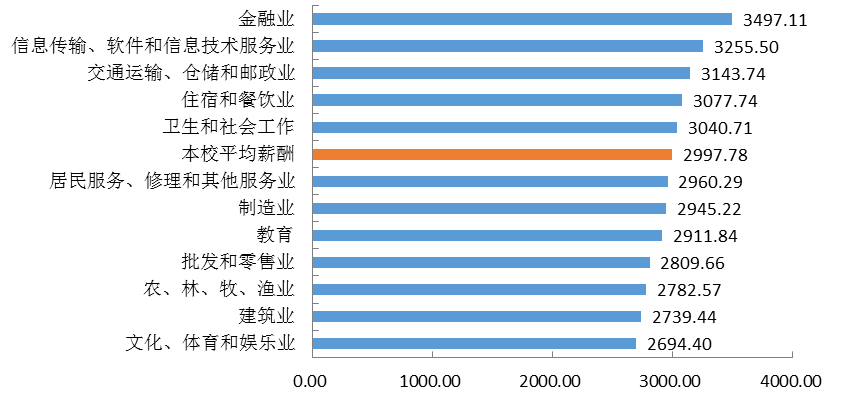 金融业 3497.11
信息传输、软件和信息技术服务业 3255.50
交通运输、仓储和邮政业 3143.74
住宿和餐饮业 3077.74
卫生和社会工作 3040.71
本校平均薪酬 2997.78
居民服务、修理和其他服务业 2960.29
制造业 2945.22
教育 2911.84
批发和零售业 2809.66
农、林、牧、渔业 2782.57
建筑业 2739.44
文化、体育和娱乐业 2694.40
0.00 1000.00 2000.00 3000.00 4000.00